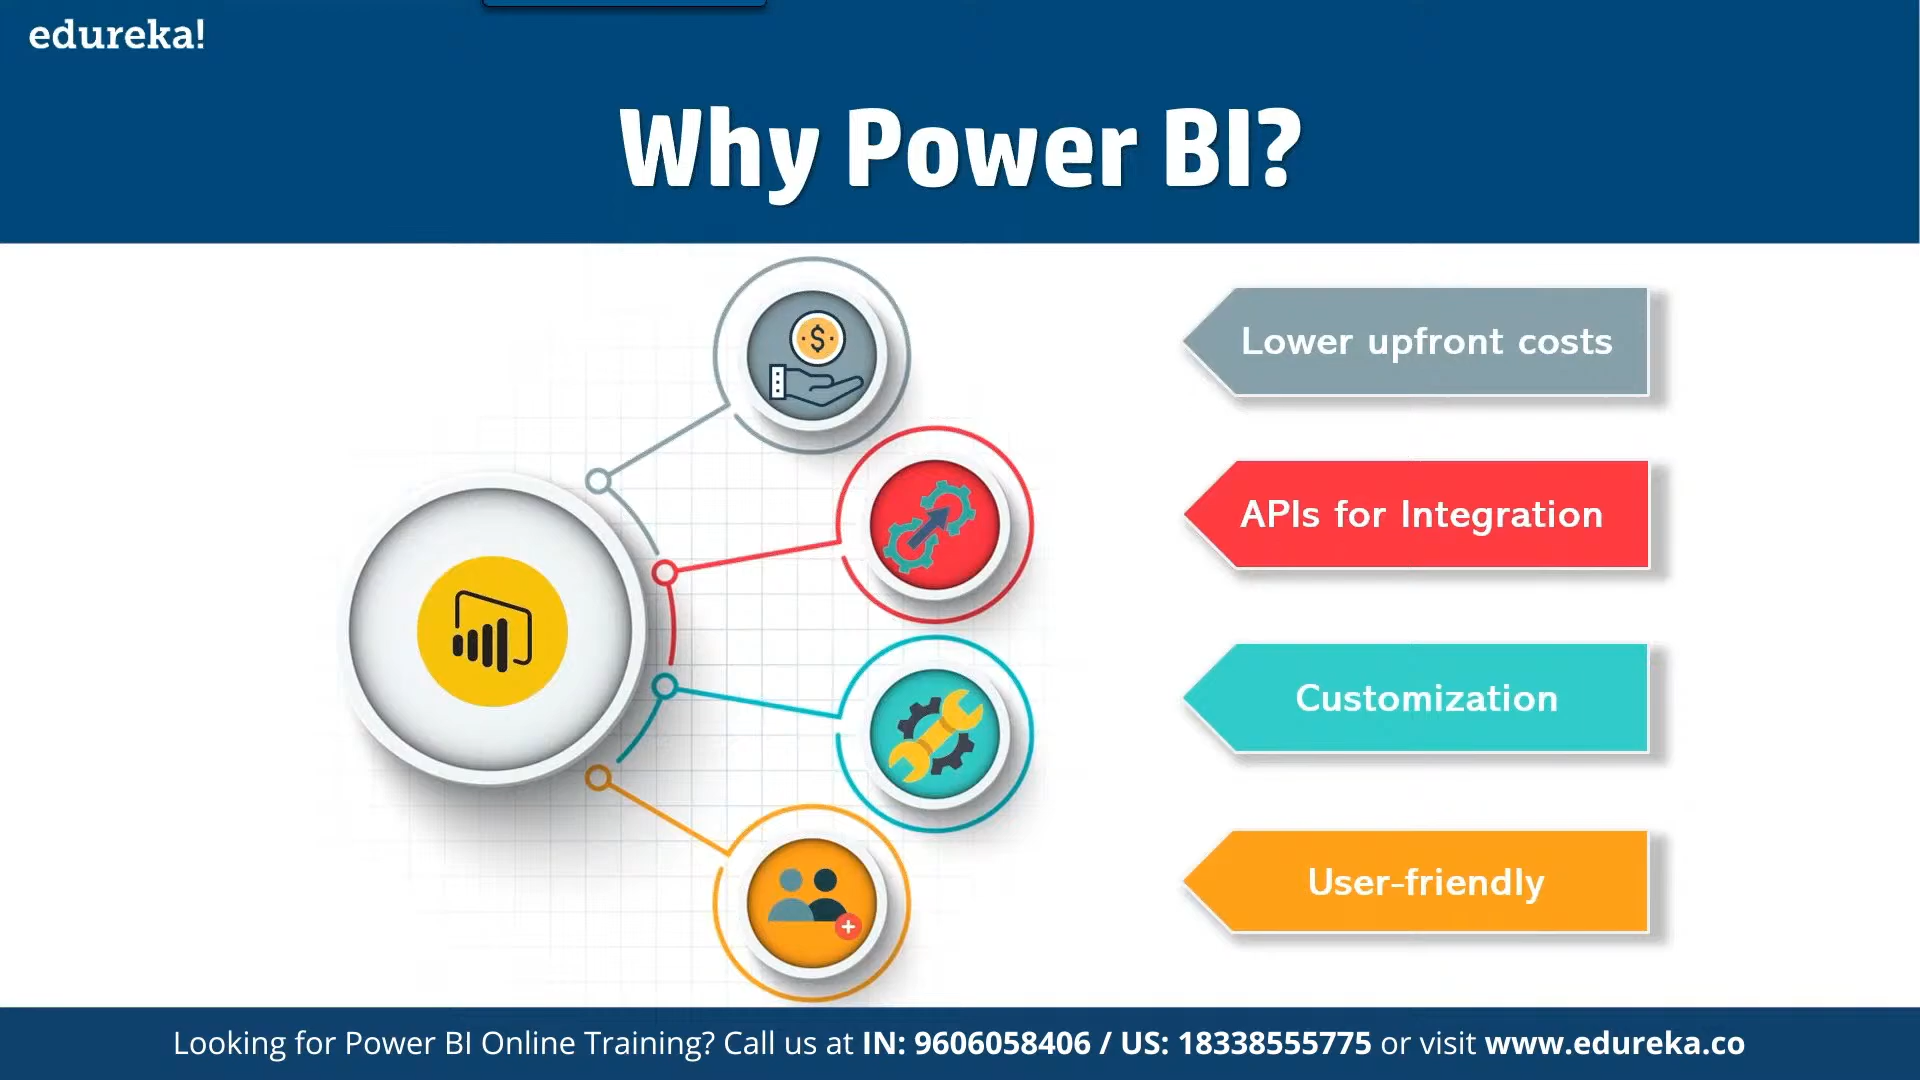 edureka!
Why Power BI?
Lower upfront costs
APIs for Integration
Customization
User-friendly
Looking for Power BI Online Training? Call us at IN: 9606058406 / US: 18338555775 or visit www.edureka.co